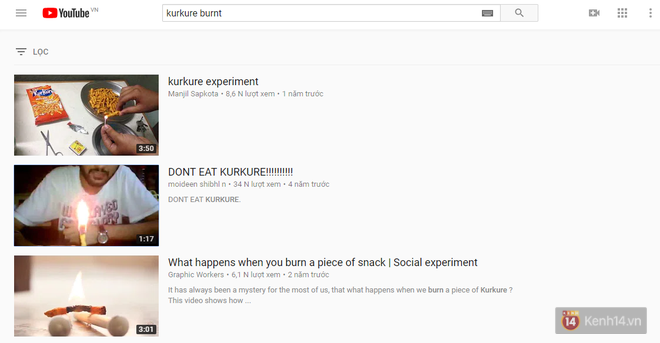 YouTube VN
kurkure burnt
LỌC
kurkure experiment
Manjil Sapkota • 8,6 N lượt xem • 1 năm trước
3:50
DONT EAT KURKURE!!!!!!!!!!
moideen shibhl n • 34 N lượt xem • 4 năm trước
DONT EAT KURKURE.
1:17
What happens when you burn a piece of snack | Social experiment
Graphic Workers • 6,1 N lượt xem • 2 năm trước
It has always been a mystery for the most of us, that what happens when we burn a piece of Kurkure ?
This video shows how ...
3:01
14
Kenh14.vn